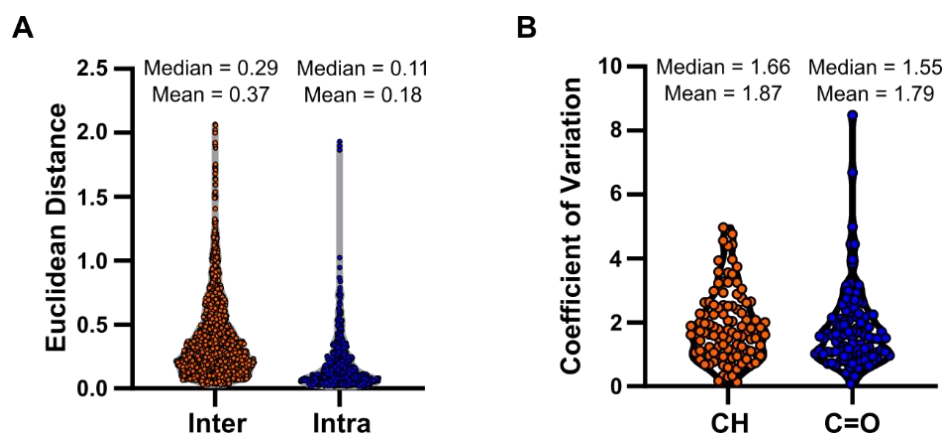 A
Median = 0.29
Mean = 0.37
Median = 0.11
Mean = 0.18
Euclidean Distance
2.5
2.0
1.5
1.0
0.5
0.0
Inter
Intra
B
Median = 1.66
Mean = 1.87
Median = 1.55
Mean = 1.79
Coefficient of Variation
10
8
6
4
2
0
CH
C=O